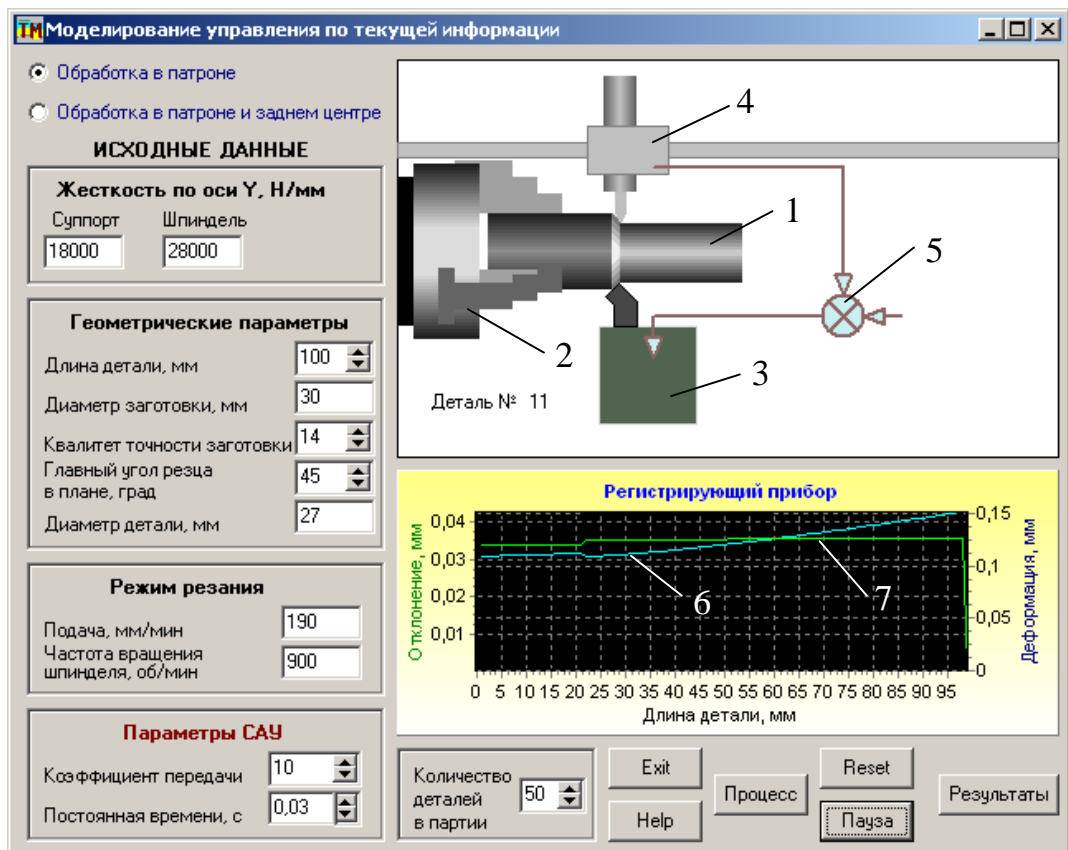 ТМ Моделирование управления по текущей информации
Обработка в патроне
Обработка в патроне и заднем центре
ИСХОДНЫЕ ДАННЫЕ
Жесткость по оси Y, Н/мм
Суппорт Шпиндель
18000 28000
Геометрические параметры
Длина детали, мм 100
Диаметр заготовки, мм 30
Квалитет точности заготовки 14
Главный угол резца
в плане, град 45
Диаметр детали, мм 27
Режим резания
Подача, мм/мин 190
Частота вращения
шпинделя, об/мин 900
Параметры САУ
Коэффициент передачи 10
Постоянная времени, с 0,03
4
1
5
2
3
Деталь № 11
Регистрирующий прибор
Отклонение, мм
0,04
0,03
0,02
0,01
6
7
0,15
0,1
0,05
0
Деформация, мм
0 5 10 15 20 25 30 35 40 45 50 55 60 65 70 75 80 85 90 95
Длина детали, мм
Количество
деталей
в партии
50
Exit
Help
Процесс
Reset
Пауза
Результаты